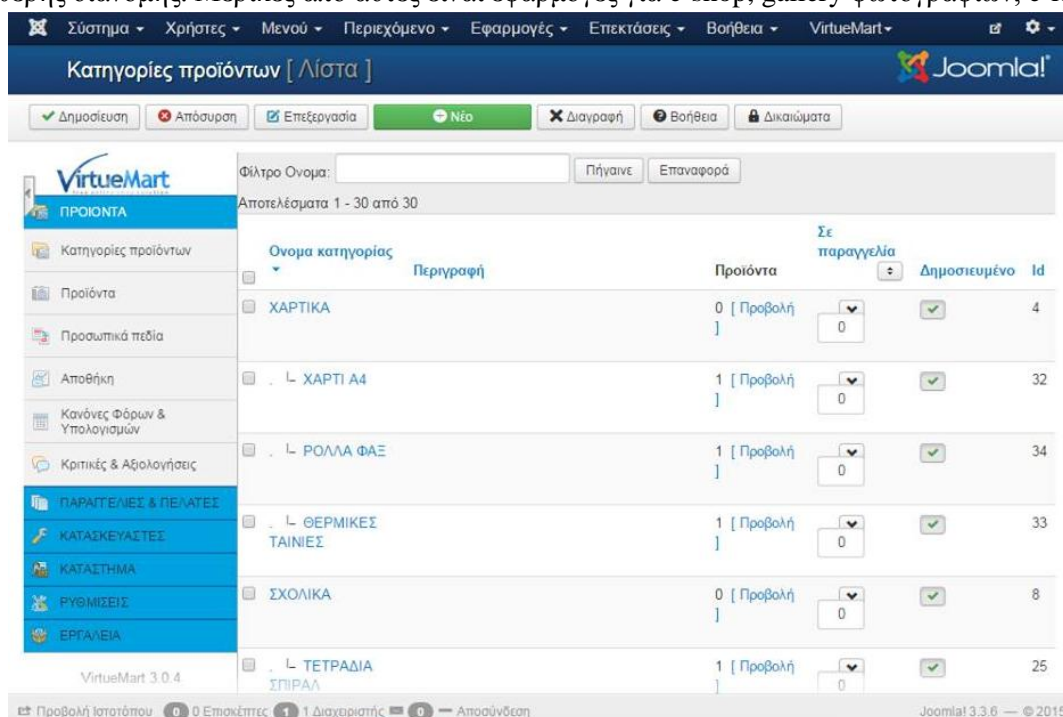 Σύστημα Χρήστες Μενού Περιεχόμενο Εφαρμογές Επεκτάσεις Βοήθεια VirtueMart
Κατηγορίες προϊόντων [ Λίστα ]
Joomla!
Δημοσίευση Απόσυρση Επεξεργασία Νέο Διαγραφή Βοήθεια Δικαιώματα
VirtueMart
Φίλτρο Ονομα: Πήγαινε Επαναφορά
Αποτελέσματα 1 - 30 από 30
ΠΡΟΙΟΝΤΑ
Κατηγορίες προϊόντων
Προϊόντα
Προσωπικά πεδία
Αποθήκη
Κανόνες Φόρων &
Υπολογισμών
Κριτικές & Αξιολογήσεις
ΠΑΡΑΓΓΕΛΙΕΣ & ΠΕΛΑΤΕΣ
ΚΑΤΑΣΚΕΥΑΣΤΕΣ
ΚΑΤΑΣΤΗΜΑ
ΡΥΘΜΙΣΕΙΣ
ΕΡΓΑΛΕΙΑ
VirtueMart 3.0.4
Ονομα κατηγορίας Περιγραφή Προϊόντα Σε παραγγελία Δημοσιευμένο Id
ΧΑΡΤΙΚΑ 0 [ Προβολή ] 0 4
. ΧΑΡΤΙ Α4 1 [ Προβολή ] 0 32
. ΡΟΛΛΑ ΦΑΞ 1 [ Προβολή ] 0 34
. ΘΕΡΜΙΚΕΣ ΤΑΙΝΙΕΣ 1 [ Προβολή ] 0 33
ΣΧΟΛΙΚΑ 0 [ Προβολή ] 0 8
. ΤΕΤΡΑΔΙΑ ΣΠΙΡΑΛ 1 [ Προβολή ] 0 25
Προβολή Ιστοτόπου 0 0 Επισκέπτες 1 1 Διαχειριστής 0 Αποσύνδεση Joomla! 3.3.6 —